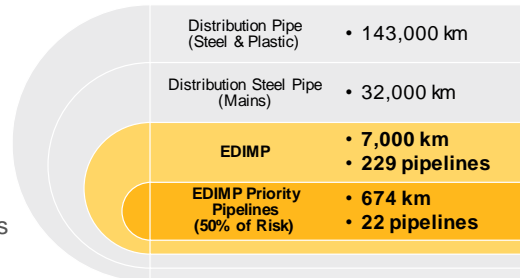 Distribution Pipe
(Steel & Plastic)
• 143,000 km
Distribution Steel Pipe
(Mains)
• 32,000 km
EDIMP
• 7,000 km
• 229 pipelines
EDIMP Priority
Pipelines
(50% of Risk)
• 674 km
• 22 pipelines
s